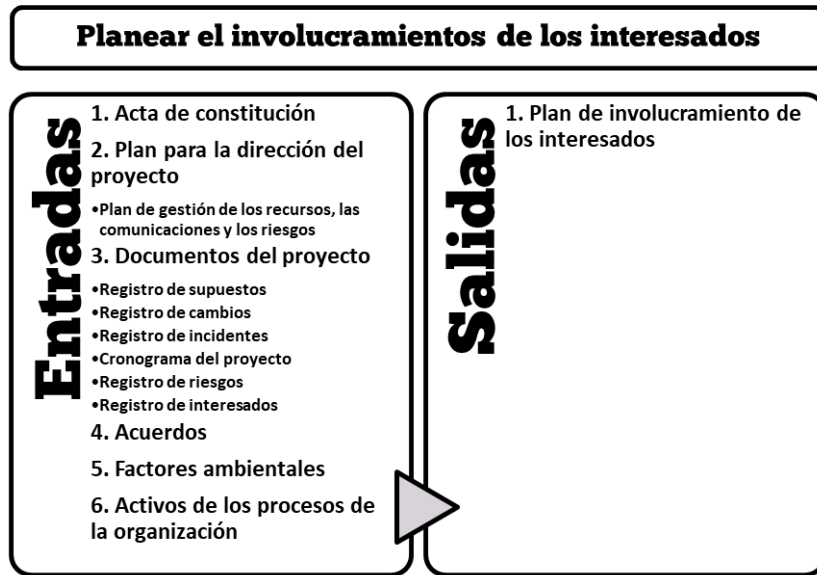 Planear el involucramientos de los interesados
Entradas
1. Acta de constitución
2. Plan para la dirección del
proyecto
•Plan de gestión de los recursos, las
comunicaciones y los riesgos
3. Documentos del proyecto
•Registro de supuestos
•Registro de cambios
•Registro de incidentes
•Cronograma del proyecto
•Registro de riesgos
•Registro de interesados
4. Acuerdos
5. Factores ambientales
6. Activos de los procesos de
la organización
Salidas
1. Plan de involucramiento de
los interesados